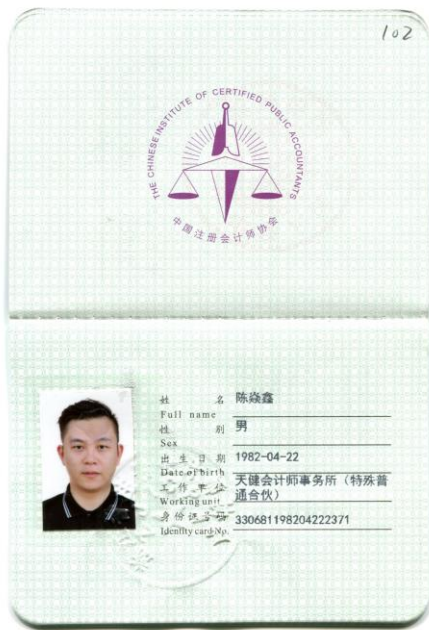 102
THE CHINESE INSTITUTE OF CERTIFIED PUBLIC ACCOUNTANTS
中国注册会计师协会
姓 名 陈焱鑫
Full name
性 别 男
Sex
出生日期 1982-04-22
Date of birth
工作单位 天健会计师事务所（特殊普
通合伙）
Working unit
身份证号码 330681198204222371
Identity card No.